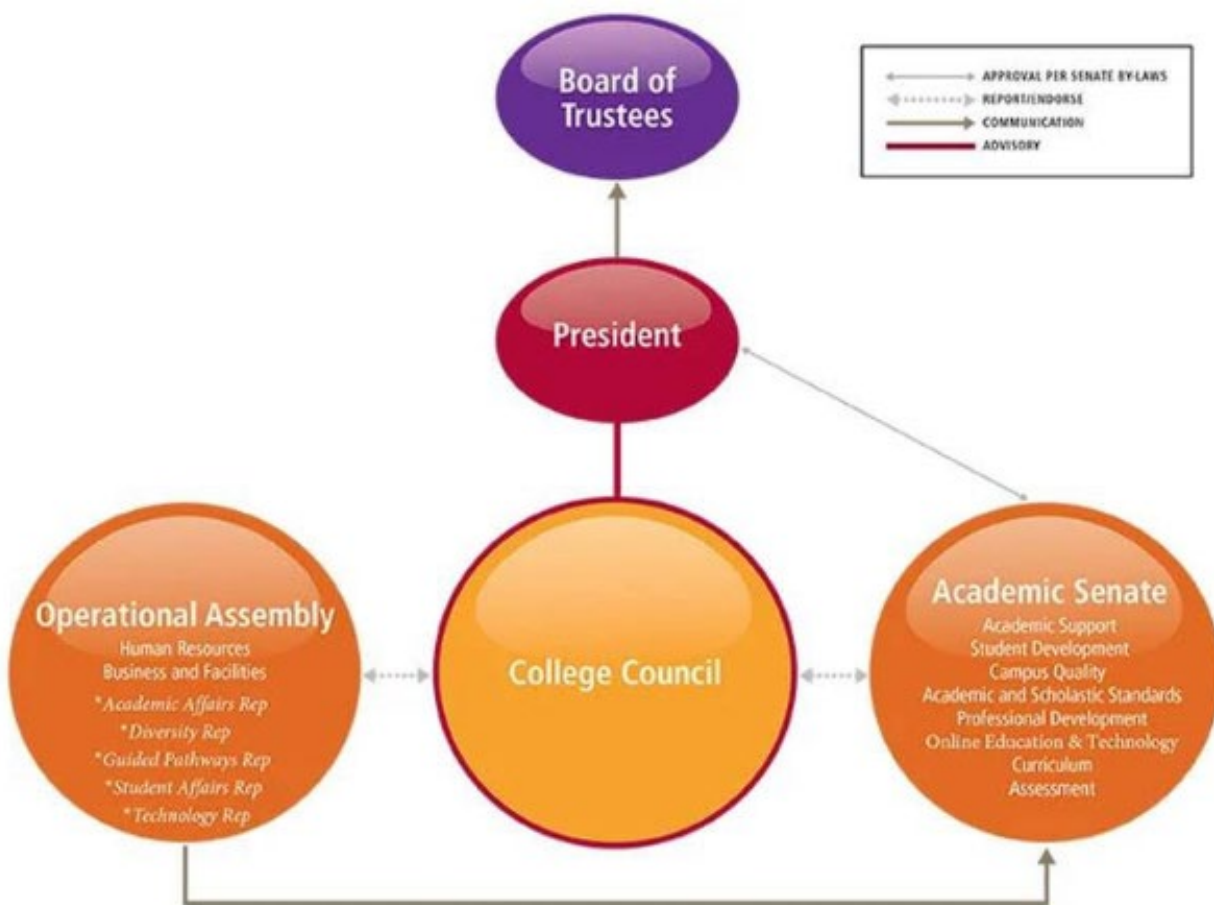 Board of
Trustees
APPROVAL PER SENATE BY-LAWS
REPORT/ENDORSE
COMMUNICATION
ADVISORY
President
Operational Assembly
Human Resources
Business and Facilities
*Academic Affairs Rep
*Diversity Rep
*Guided Pathways Rep
*Student Affairs Rep
*Technology Rep
College Council
Academic Senate
Academic Support
Student Development
Campus Quality
Academic and Scholastic Standards
Professional Development
Online Education & Technology
Curriculum
Assessment